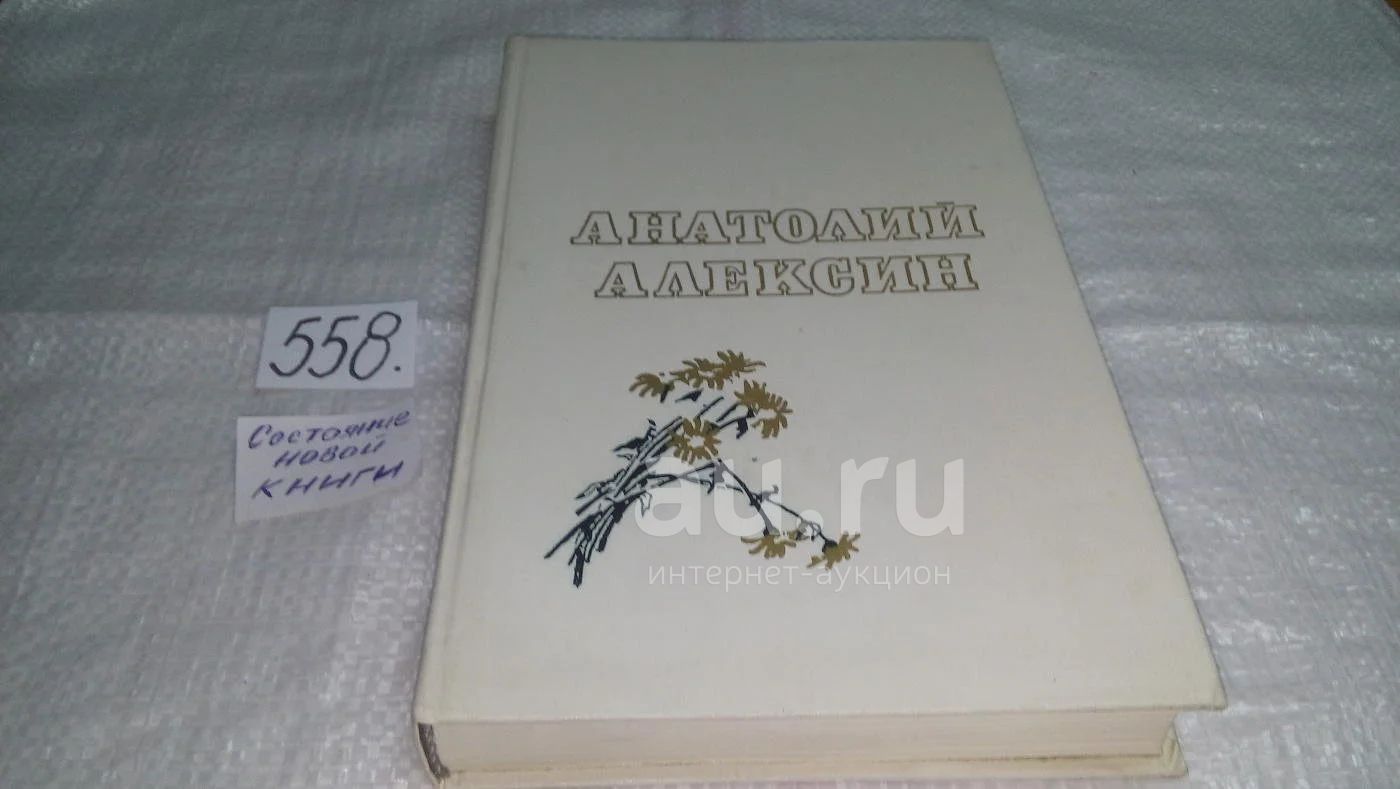 АНАТОЛИЙ
АЛЕКСИН
558.
Состояние
новой
книги
au.ru
интернет-аукцион